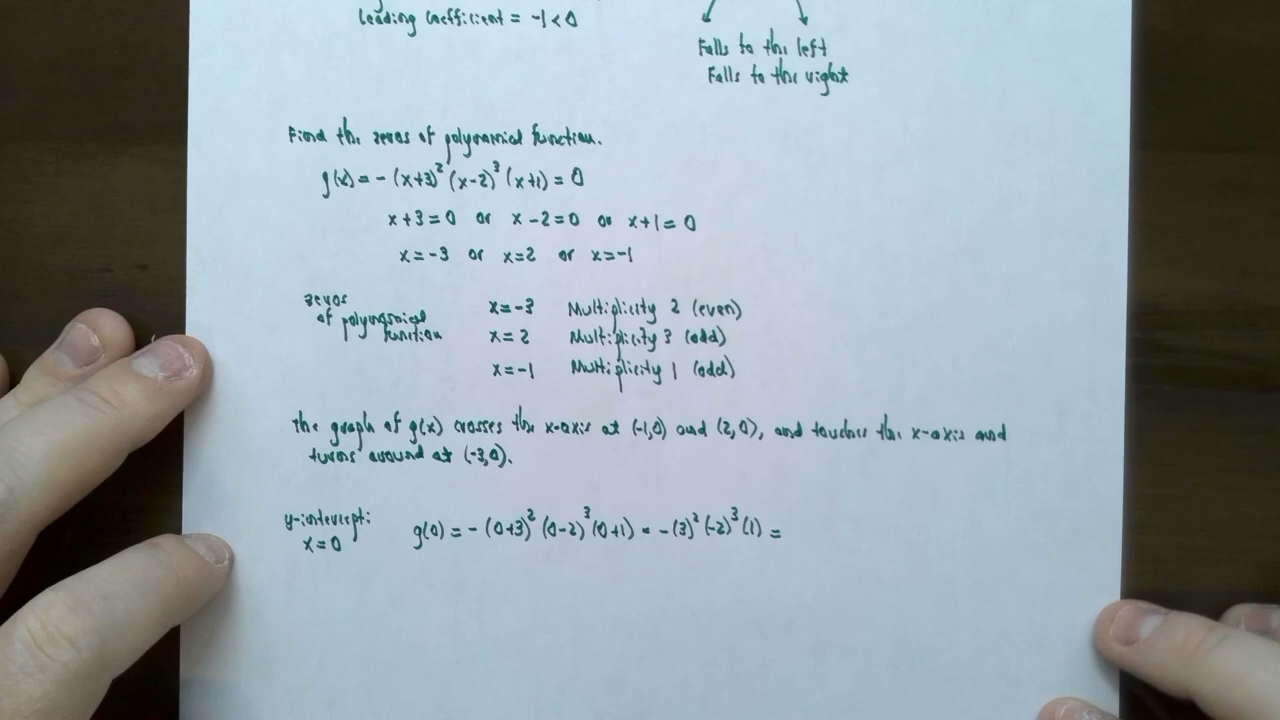 Leading coefficient = -1 < 0
Falls to the left
Falls to the right
Find the zeros of polynomial function.
g(x) = - (x+3)² (x-2)³ (x+1) = 0
x+3=0 or x-2=0 or x+1=0
x=-3 or x=2 or x=-1
zeros of polynomial function
x=-3 Multiplicity 2 (even)
x=2 Multiplicity 3 (odd)
x=-1 Multiplicity 1 (odd)
The graph of g(x) crosses the x-axis at (-1,0) and (2,0), and touches the x-axis and
turns around at (-3,0).
y-intercept: g(0) = - (0+3)² (0-2)³ (0+1) = -(3)² (-2)³ (1) =
x=0